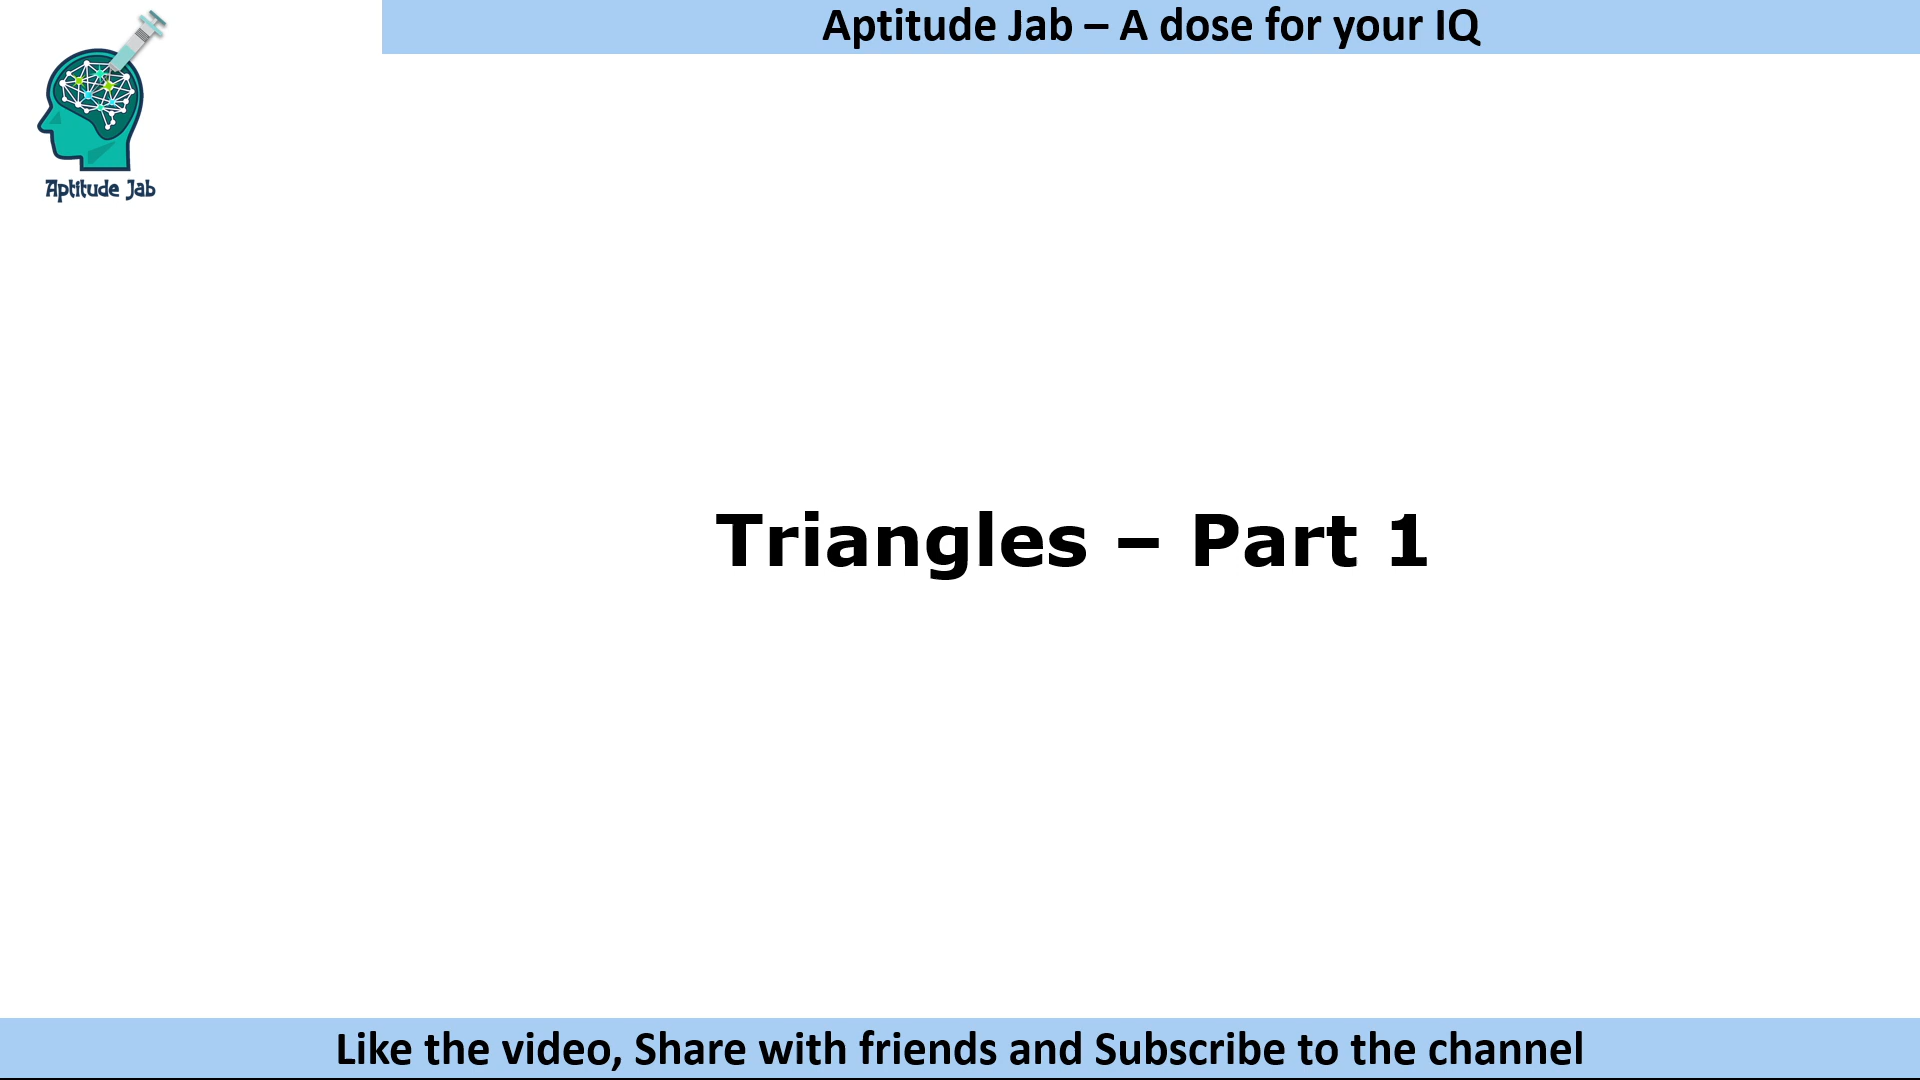 Aptitude Jab – A dose for your IQ
Aptitude Jab
Triangles – Part 1
Like the video, Share with friends and Subscribe to the channel